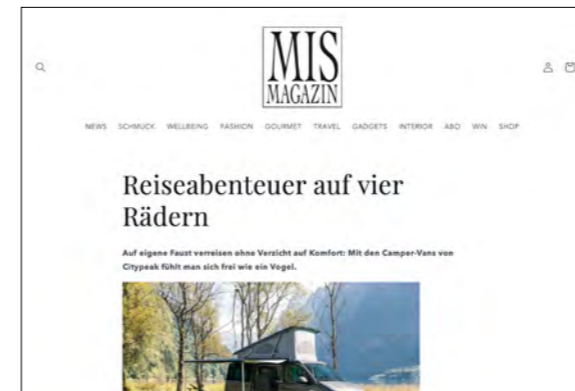 MIS
MAGAZIN
NEWS SCHMUCK WELLBEING FASHION GOURMET TRAVEL GADGETS INTERIOR ABO WIN SHOP
Reiseabenteuer auf vier
Rädern
Auf eigene Faust verreisen ohne Verzicht auf Komfort: Mit den Camper-Vans von
Citypeak fühlt man sich frei wie ein Vogel.